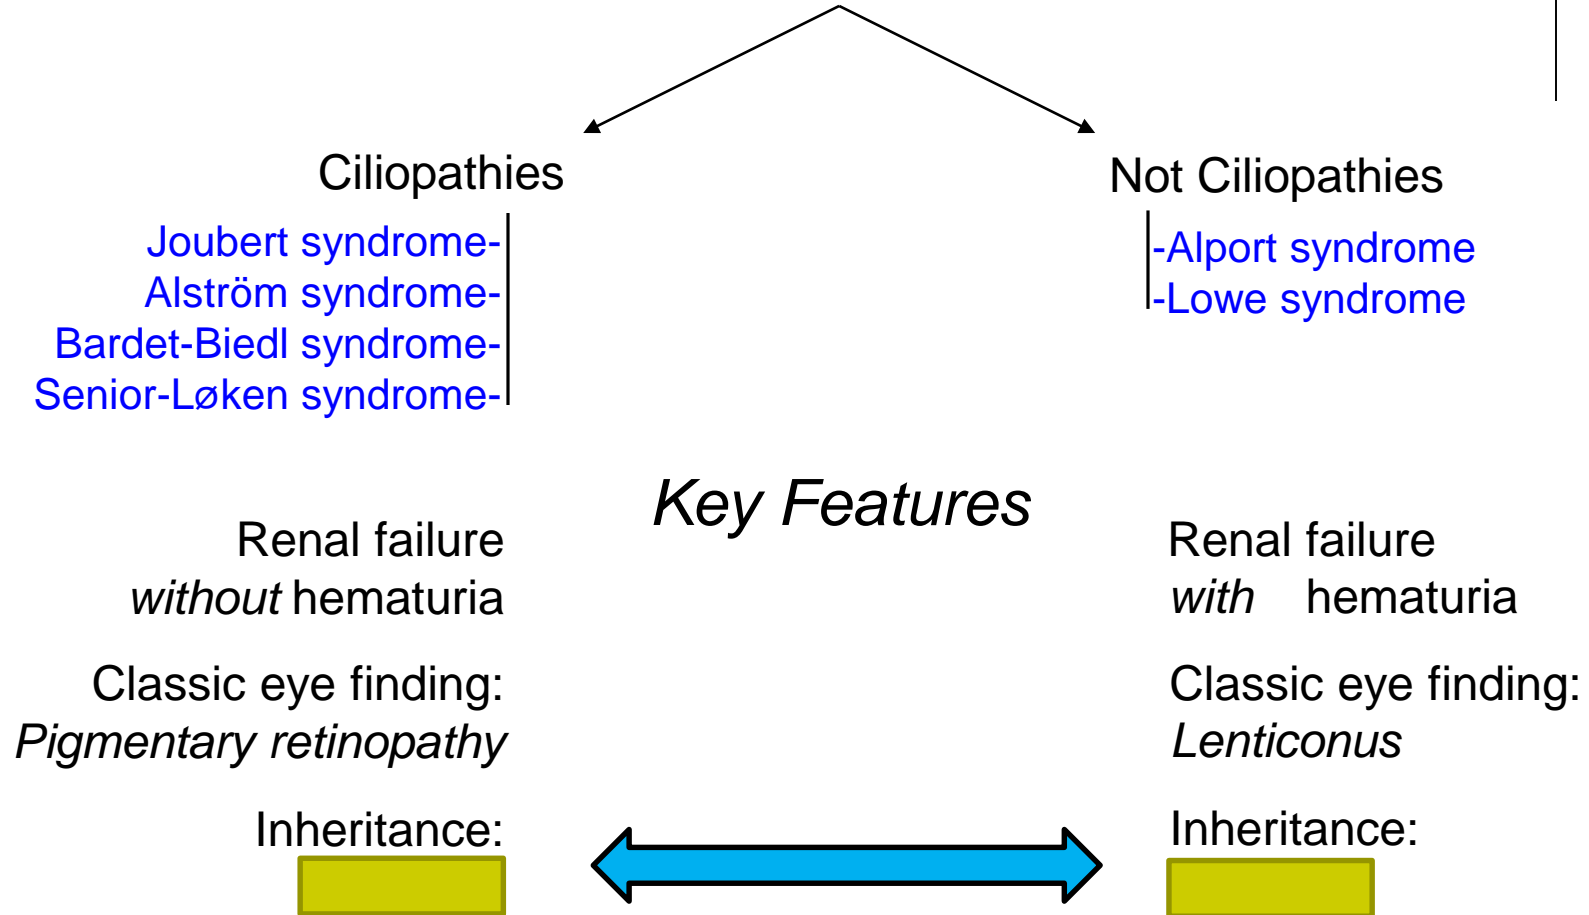 Ciliopathies
Joubert syndrome-
Alström syndrome-
Bardet-Biedl syndrome-
Senior-Løken syndrome-
Not Ciliopathies
-Alport syndrome
-Lowe syndrome
Key Features
Renal failure
without hematuria
Classic eye finding:
Pigmentary retinopathy
Inheritance:
Renal failure
with hematuria
Classic eye finding:
Lenticonus
Inheritance: